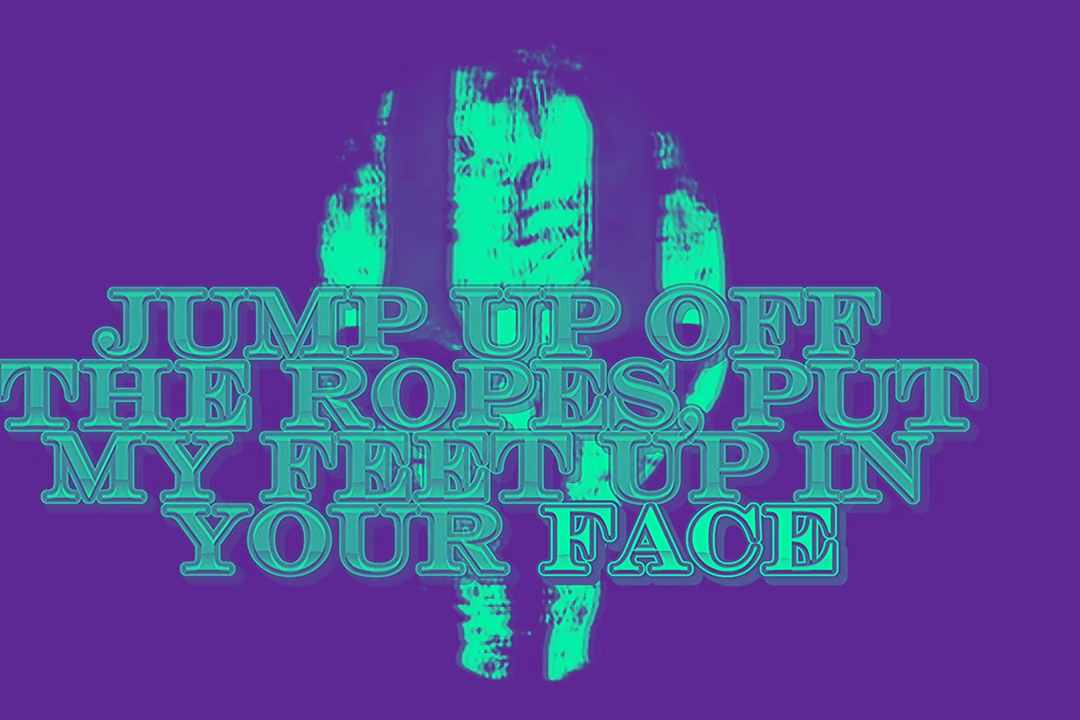 JUMP UP OFF
THE ROPES, PUT
MY FEET UP IN
YOUR FACE